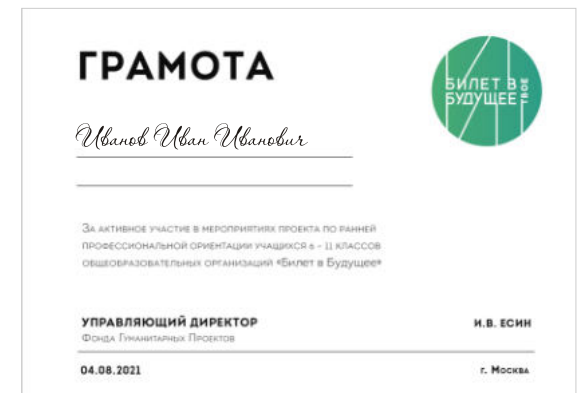 ГРАМОТА
БИЛЕТ В
БУДУЩЕЕ
ТВОЕ
Иванов Иван Иванович
За активное участие в мероприятиях проекта по ранней
профессиональной ориентации учащихся 6 – 11 классов
общеобразовательных организаций «Билет в Будущее»
УПРАВЛЯЮЩИЙ ДИРЕКТОР
Фонда Гуманитарных Проектов
И.В. ЕСИН
04.08.2021
г. Москва